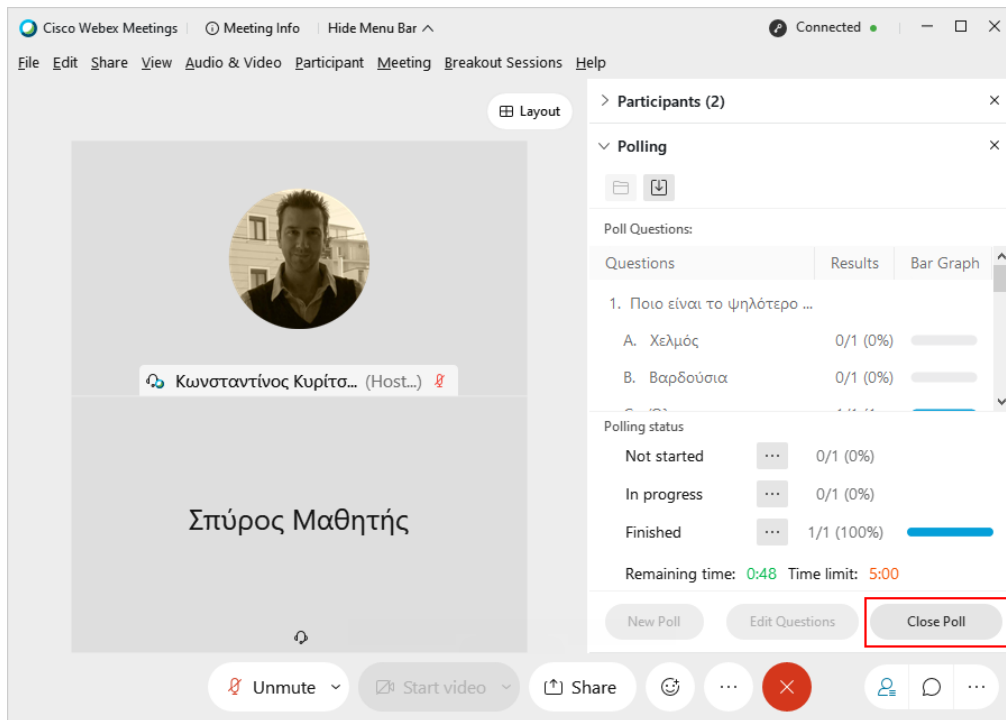 Cisco Webex Meetings Meeting Info Hide Menu Bar Connected
File Edit Share View Audio & Video Participant Meeting Breakout Sessions Help
Layout
Κωνσταντίνος Κυρίτσ... (Host...)
Σπύρος Μαθητής
Participants (2)
Polling
Poll Questions:
Questions Results Bar Graph
1. Ποιο είναι το ψηλότερο ...
A. Χελμός 0/1 (0%)
B. Βαρδούσια 0/1 (0%)
Polling status
Not started ... 0/1 (0%)
In progress ... 0/1 (0%)
Finished ... 1/1 (100%)
Remaining time: 0:48 Time limit: 5:00
New Poll Edit Questions Close Poll
Unmute Start video Share ... ...